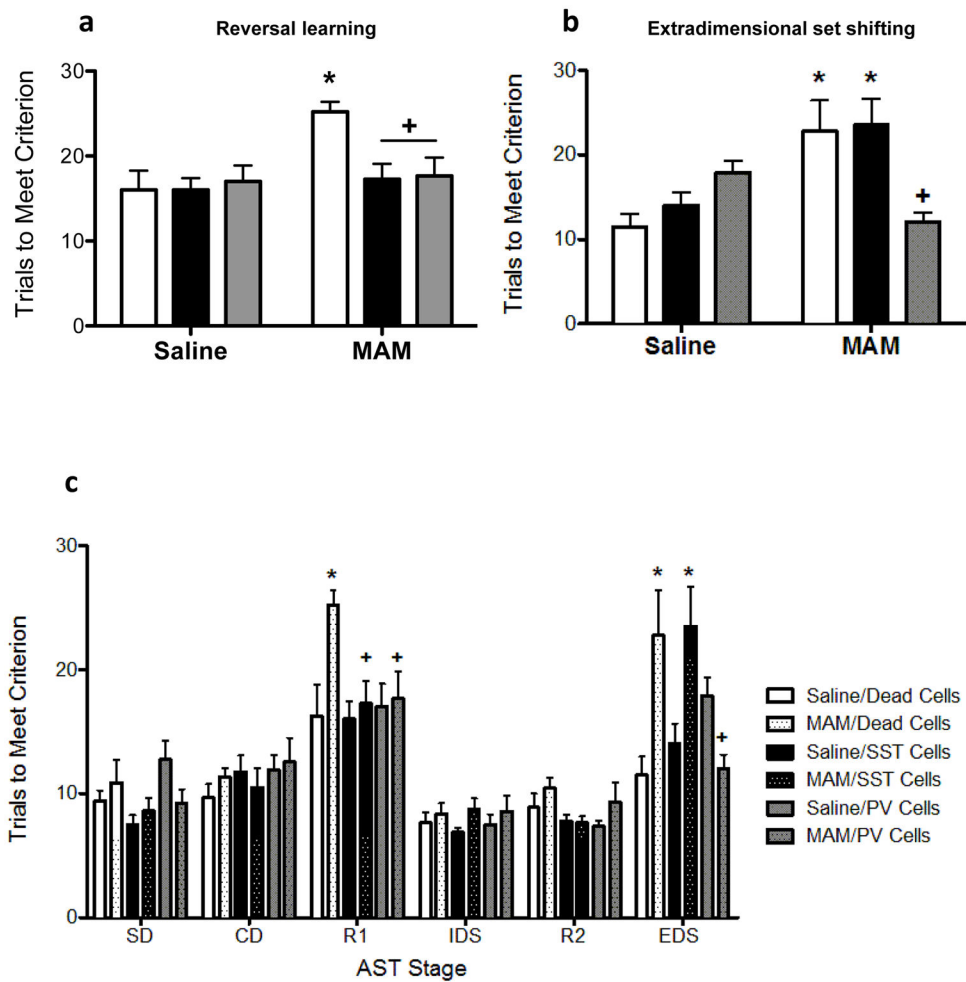 a
Reversal learning
Trials to Meet Criterion
30
20
10
0
*
+
Saline
MAM
b
Extradimensional set shifting
Trials to Meet Criterion
30
20
10
0
*
*
+
Saline
MAM
c
Trials to Meet Criterion
30
20
10
0
*
+
+
*
*
+
SD
CD
R1
IDS
R2
EDS
AST Stage
Saline/Dead Cells
MAM/Dead Cells
Saline/SST Cells
MAM/SST Cells
Saline/PV Cells
MAM/PV Cells